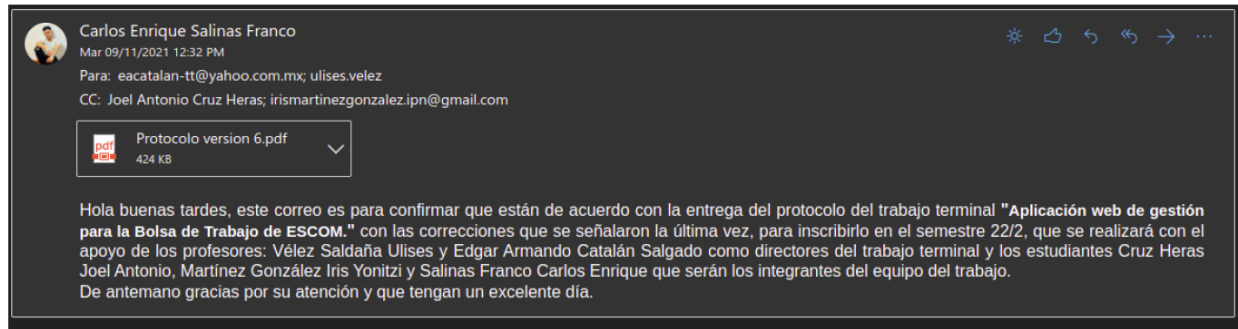 Carlos Enrique Salinas Franco
Mar 09/11/2021 12:32 PM
Para: eacatalan-tt@yahoo.com.mx; ulises.velez
CC: Joel Antonio Cruz Heras; irismartinezgonzalez.ipn@gmail.com
pdf
Protocolo version 6.pdf
424 KB
Hola buenas tardes, este correo es para confirmar que están de acuerdo con la entrega del protocolo del trabajo terminal "Aplicación web de gestión
para la Bolsa de Trabajo de ESCOM." con las correcciones que se señalaron la última vez, para inscribirlo en el semestre 22/2, que se realizará con el
apoyo de los profesores: Vélez Saldaña Ulises y Edgar Armando Catalán Salgado como directores del trabajo terminal y los estudiantes Cruz Heras
Joel Antonio, Martínez González Iris Yonitzi y Salinas Franco Carlos Enrique que serán los integrantes del equipo del trabajo.
De antemano gracias por su atención y que tengan un excelente día.